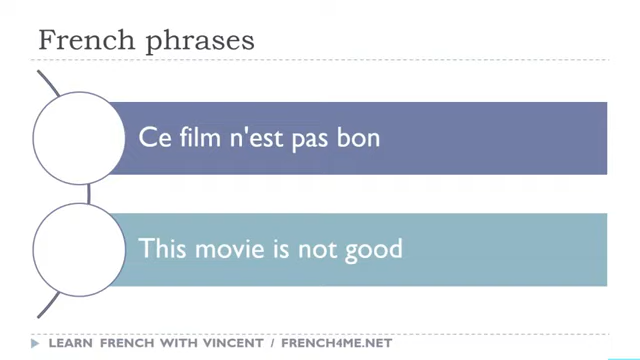 French phrases
Ce film n'est pas bon
This movie is not good
LEARN FRENCH WITH VINCENT / FRENCH4ME.NET